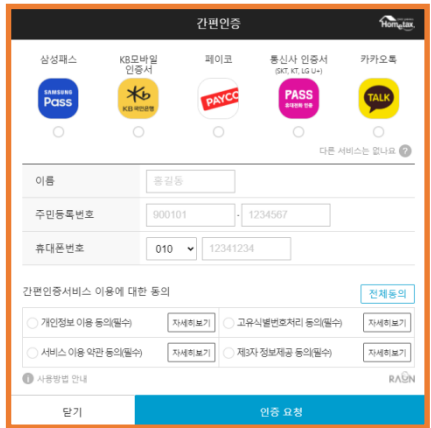 간편인증
Hometax.
삼성패스 KB모바일 인증서 페이코 통신사 인증서 (SKT, KT, LG U+) 카카오톡
SAMSUNG Pass KB 국민은행 PAYCO PASS 휴대폰 인증 TALK
다른 서비스는 없나요 ?
이름 홍길동
주민등록번호 900101 - 1234567
휴대폰번호 010 12341234
간편인증서비스 이용에 대한 동의 전체동의
개인정보 이용 동의(필수) 자세히보기 고유식별번호처리 동의(필수) 자세히보기
서비스 이용 약관 동의(필수) 자세히보기 제3자 정보제공 동의(필수) 자세히보기
사용방법 안내 RAON
닫기 인증 요청